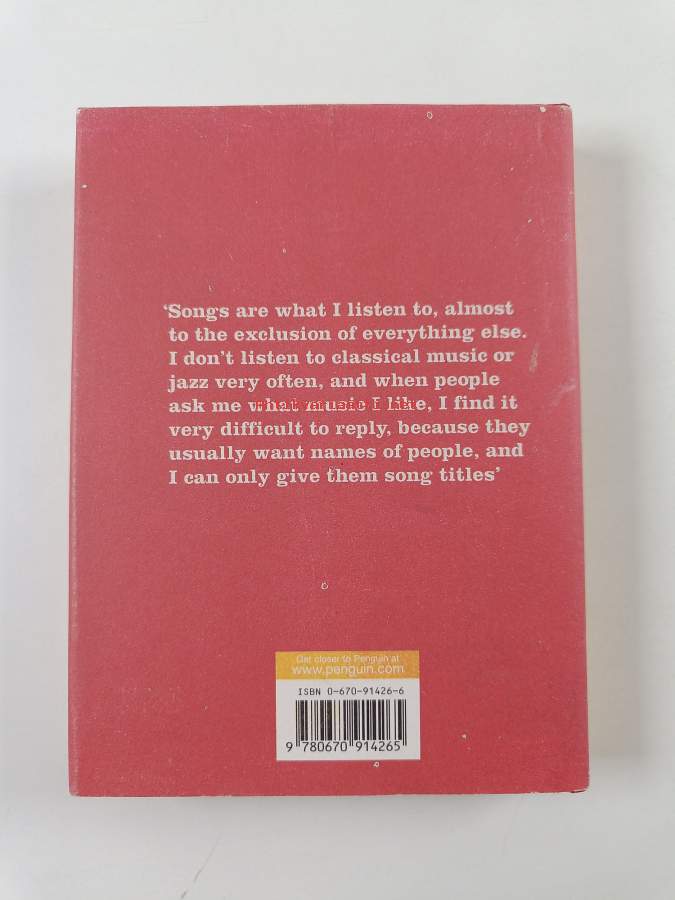 ‘Songs are what I listen to, almost
to the exclusion of everything else.
I don’t listen to classical music or
jazz very often, and when people
ask me what music I like, I find it
very difficult to reply, because they
usually want names of people, and
I can only give them song titles’
Get closer to Penguin at
www.penguin.com
ISBN 0-670-91426-6
9 780670 914265